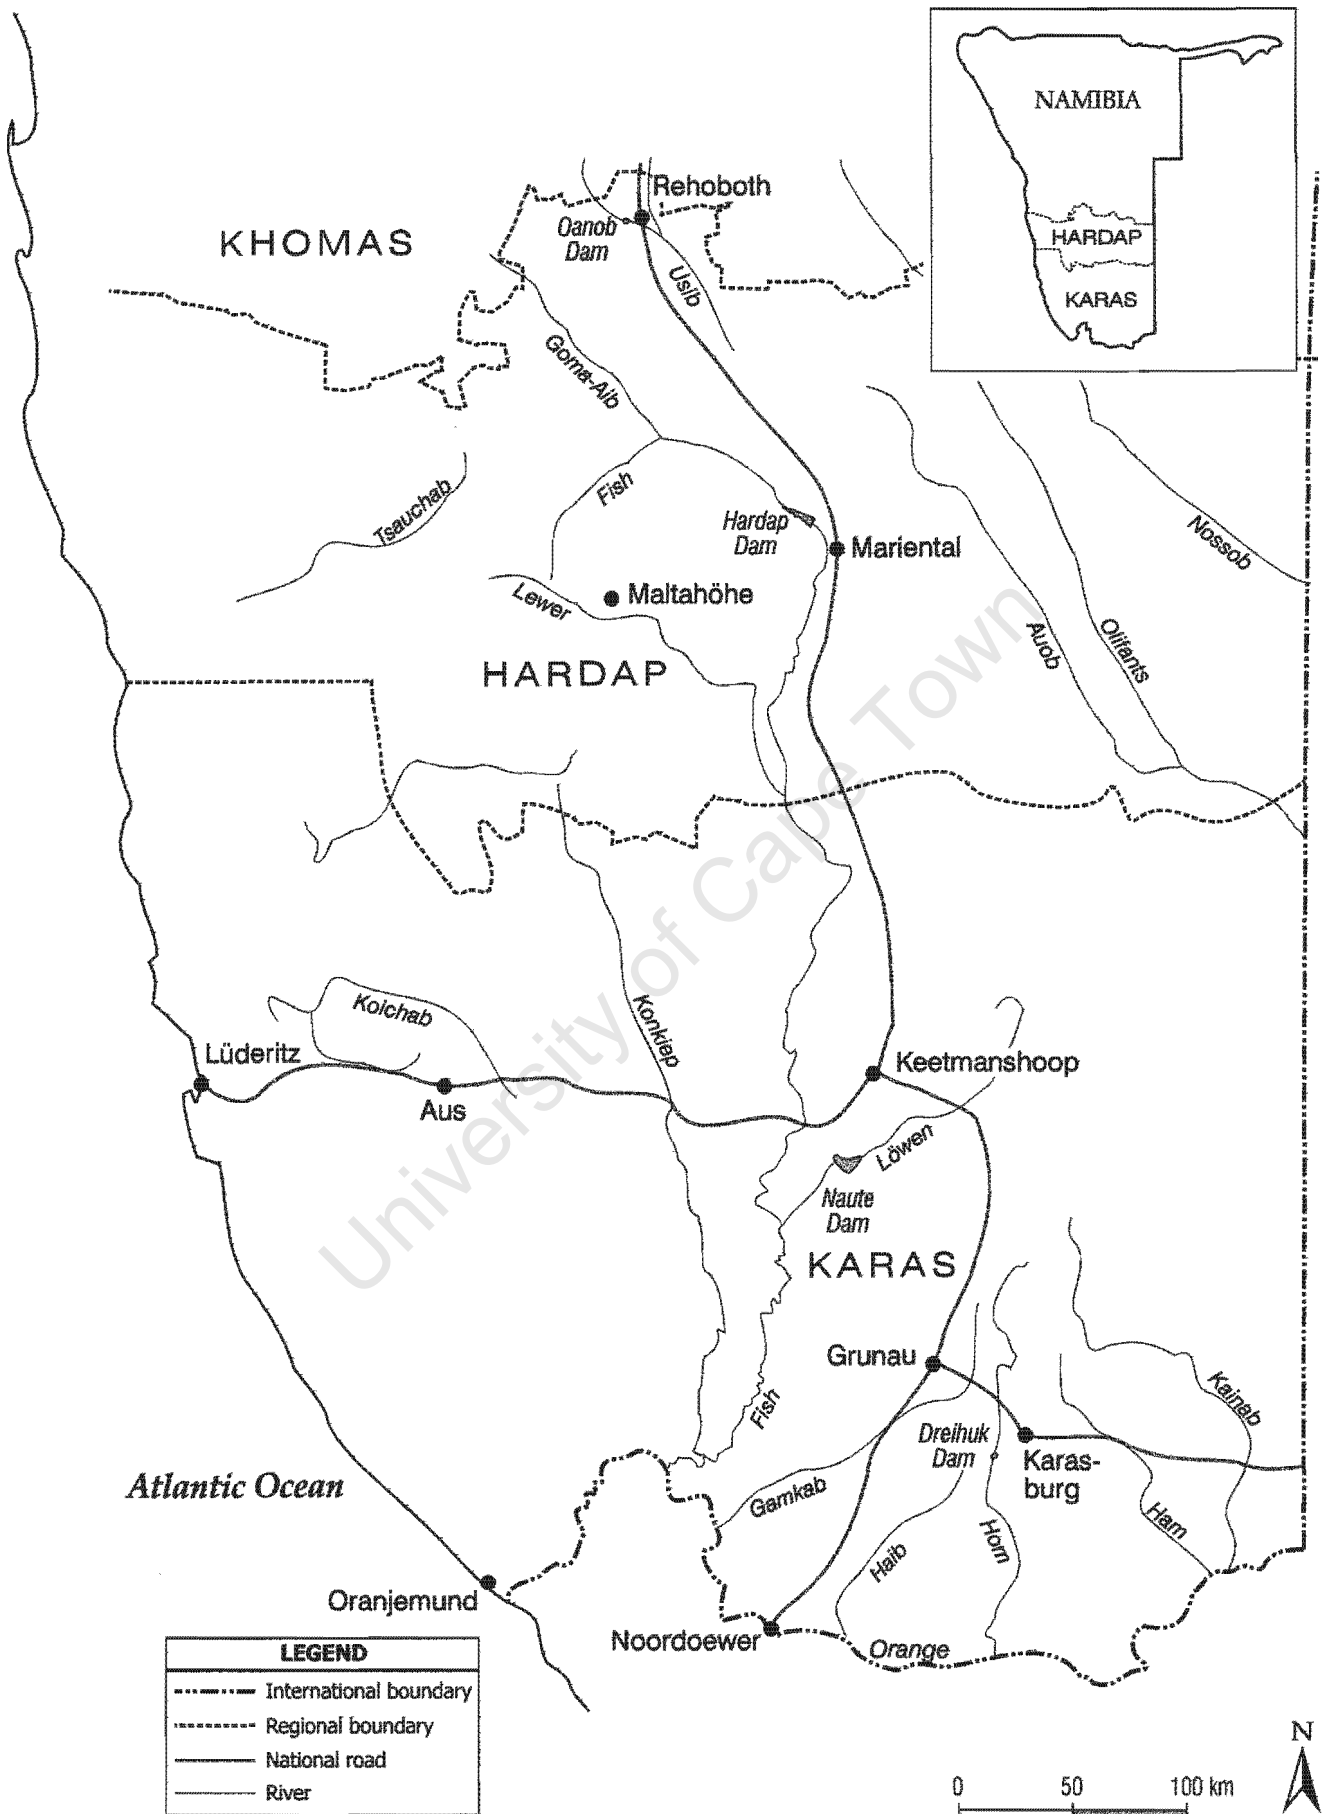 NAMIBIA
HARDAP
KARAS
Rehoboth
KHOMAS
Oanob
Dam
Usib
Goma-Aib
Fish
Tsauchab
Hardap
Dam
Mariental
Nossob
Maltahöhe
Lewer
Auob
Olifants
HARDAP
University of Cape Town
Koichab
Konkiep
Lüderitz
Keetmanshoop
Aus
Löwen
Naute
Dam
KARAS
Grunau
Fish
Kainab
Dreihuk
Dam
Karas-
burg
Atlantic Ocean
Gamkab
Ham
Haib
Hom
Oranjemund
Noordoewer
Orange
LEGEND
International boundary
Regional boundary
National road
River
N
0 50 100 km